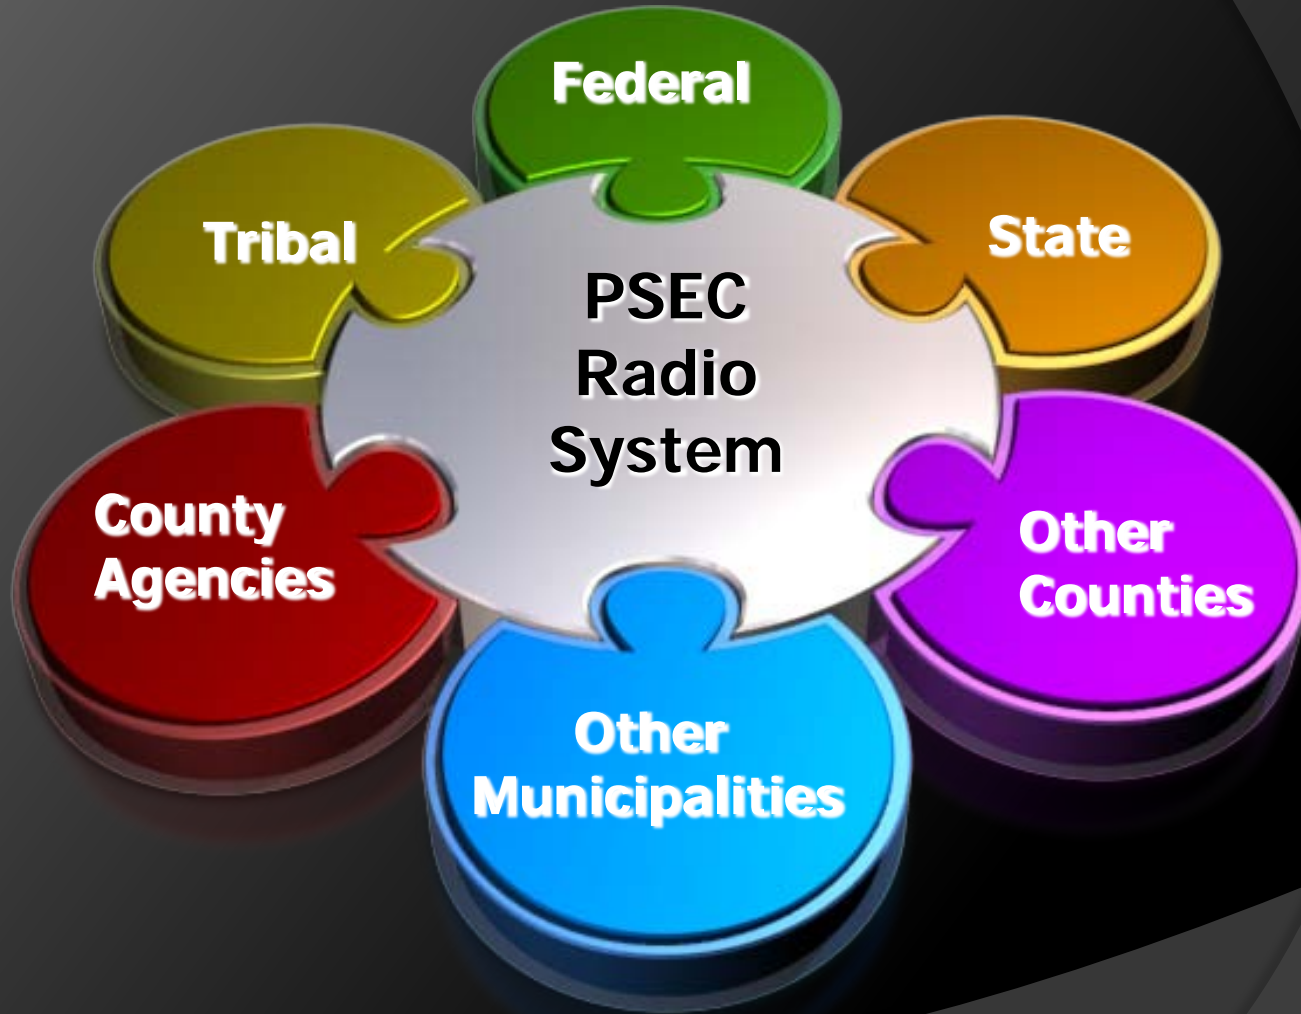 Federal
Tribal
State
PSEC
Radio
System
County
Agencies
Other
Counties
Other
Municipalities